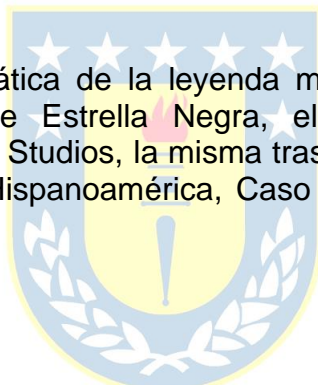 ática de la leyenda m
e Estrella Negra, el
Studios, la misma tras
Hispanoamérica, Caso